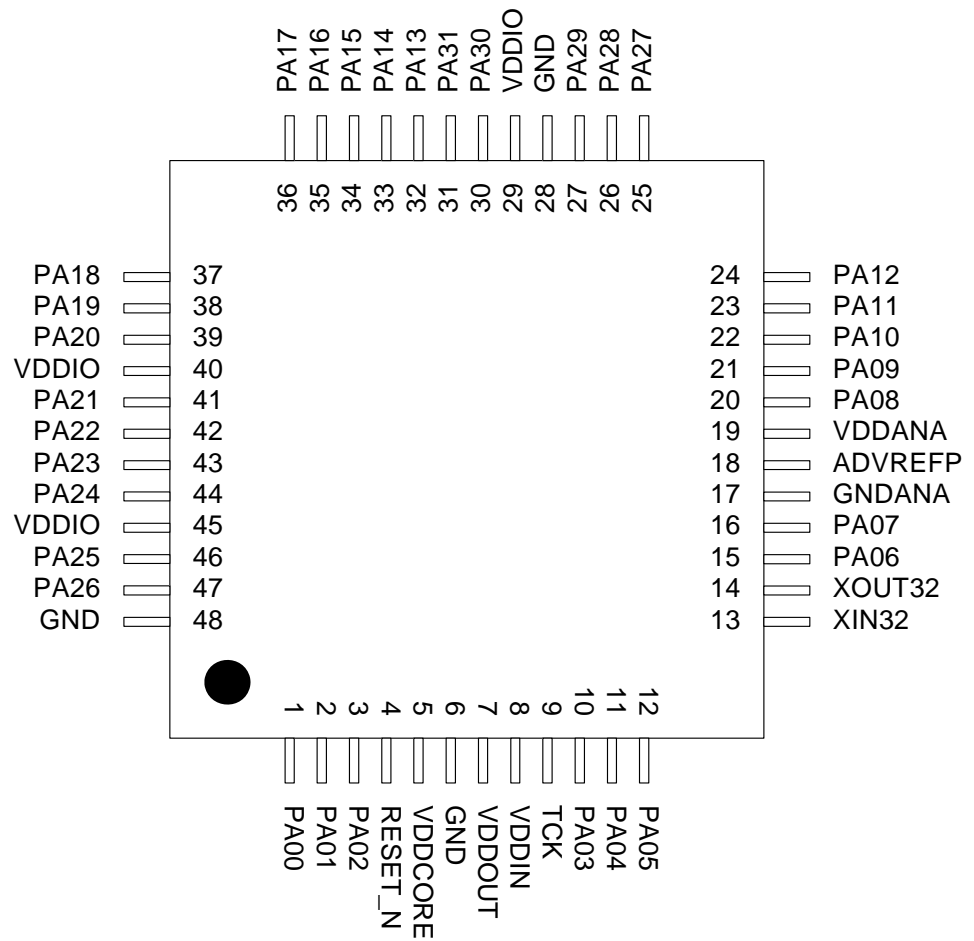 PA17
PA16
PA15
PA14
PA13
PA31
PA30
VDDIO
GND
PA29
PA28
PA27
36
35
34
33
32
31
30
29
28
27
26
25
PA18 37
PA19 38
PA20 39
VDDIO 40
PA21 41
PA22 42
PA23 43
PA24 44
VDDIO 45
PA25 46
PA26 47
GND 48
24 PA12
23 PA11
22 PA10
21 PA09
20 PA08
19 VDDANA
18 ADVREFP
17 GNDANA
16 PA07
15 PA06
14 XOUT32
13 XIN32
1
2
3
4
5
6
7
8
9
10
11
12
PA00
PA01
PA02
RESET_N
VDDCORE
GND
VDDOUT
VDDIN
TCK
PA03
PA04
PA05